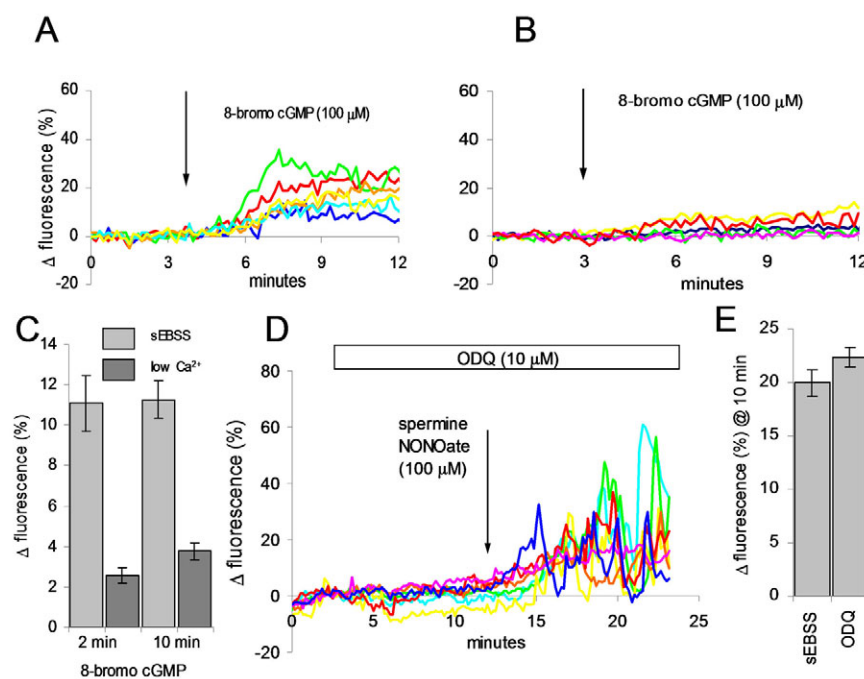 A
60
40
20
0
-20
Δ fluorescence (%)
8-bromo cGMP (100 μM)
0 3 6 9 12
minutes
B
60
40
20
0
-20
Δ fluorescence (%)
8-bromo cGMP (100 μM)
0 3 6 9 12
minutes
C
sEBSS
low Ca²⁺
14
12
10
8
6
4
2
0
Δ fluorescence (%)
2 min 10 min
8-bromo cGMP
D
ODQ (10 μM)
80
60
40
20
0
-20
Δ fluorescence (%)
spermine
NONOate
(100 μM)
0 5 10 15 20 25
minutes
E
25
20
15
10
5
0
Δ fluorescence (%) @ 10 min
sEBSS
ODQ